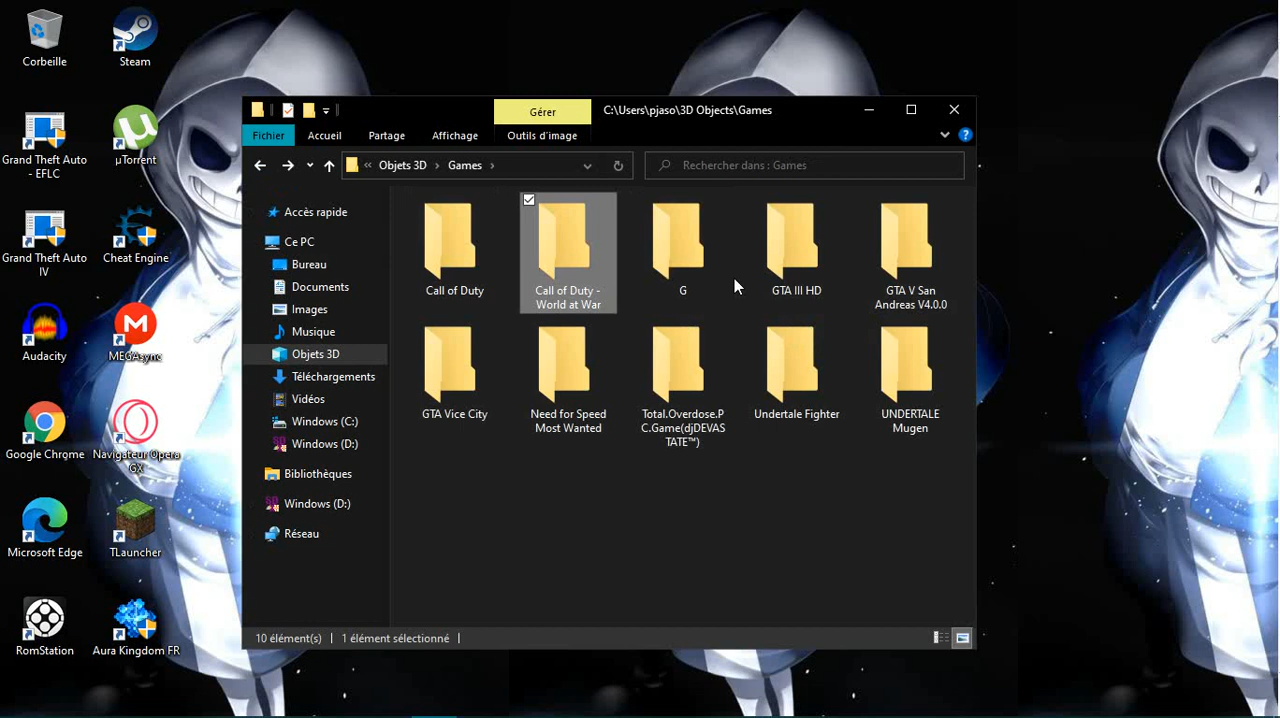 Corbeille
Steam
Grand Theft Auto
- EFLC
µTorrent
Grand Theft Auto
IV
Cheat Engine
Audacity
MEGAsync
Google Chrome
Navigateur Opera
GX
Microsoft Edge
TLauncher
RomStation
Aura Kingdom FR
Gérer
C:\Users\pjaso\3D Objects\Games
Fichier
Accueil
Partage
Affichage
Outils d'image
Objets 3D
Games
Rechercher dans : Games
Accès rapide
Ce PC
Bureau
Documents
Images
Musique
Objets 3D
Téléchargements
Vidéos
Windows (C:)
Windows (D:)
Bibliothèques
Windows (D:)
Réseau
Call of Duty
Call of Duty -
World at War
G
GTA III HD
GTA V San
Andreas V4.0.0
GTA Vice City
Need for Speed
Most Wanted
Total.Overdose.P
C.Game(djDEVAS
TATE™)
Undertale Fighter
UNDERTALE
Mugen
10 élément(s)
1 élément sélectionné